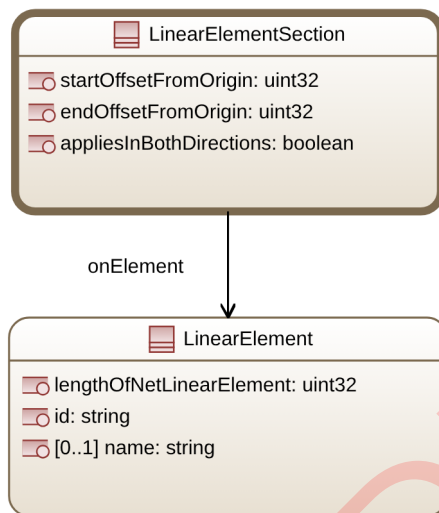 LinearElementSection
startOffsetFromOrigin: uint32
endOffsetFromOrigin: uint32
appliesInBothDirections: boolean
onElement
LinearElement
lengthOfNetLinearElement: uint32
id: string
[0..1] name: string